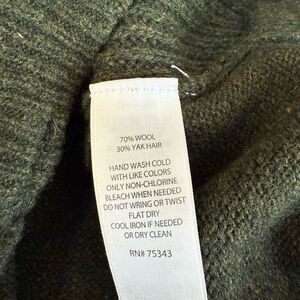 70% WOOL
30% YAK HAIR
HAND WASH COLD
WITH LIKE COLORS
ONLY NON-CHLORINE
BLEACH WHEN NEEDED
DO NOT WRING OR TWIST
FLAT DRY
COOL IRON IF NEEDED
OR DRY CLEAN
RN# 75343